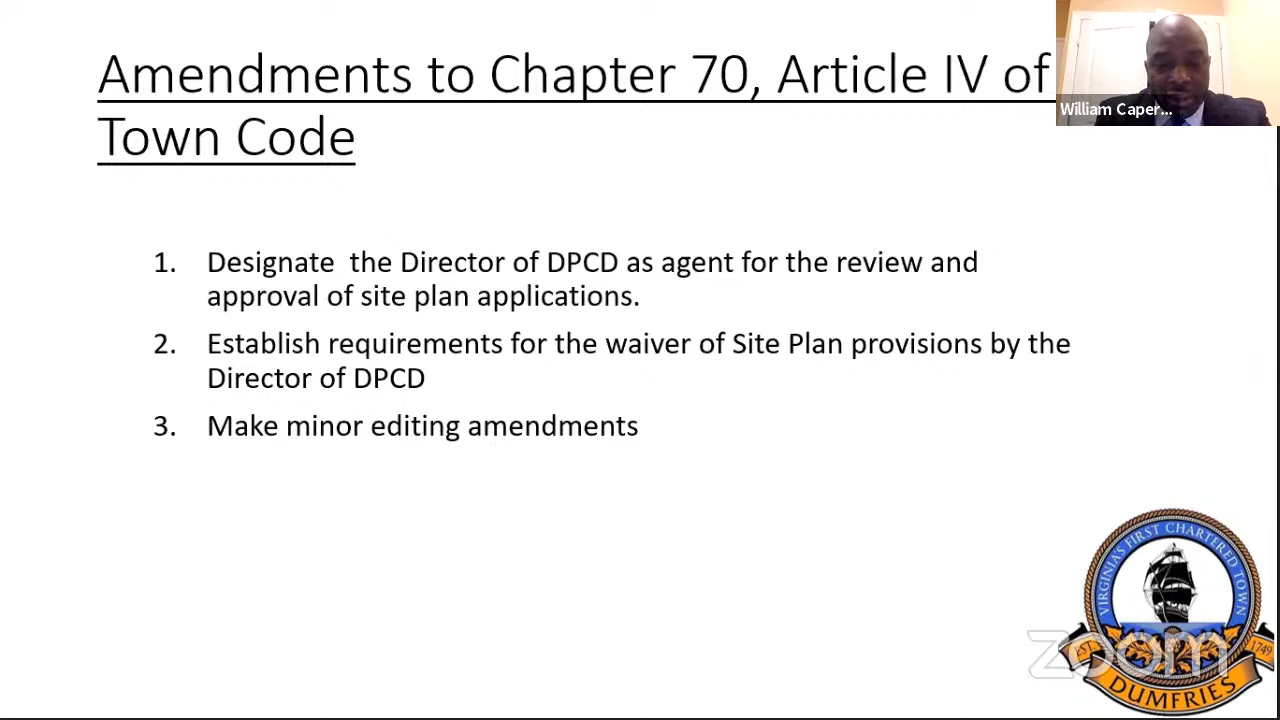 Amendments to Chapter 70, Article IV of
Town Code
William Caper...
1. Designate the Director of DPCD as agent for the review and
approval of site plan applications.
2. Establish requirements for the waiver of Site Plan provisions by the
Director of DPCD
3. Make minor editing amendments
VIRGINIAS FIRST CHARTERED TOWN
EST
1749
DUMFRIES
zoom